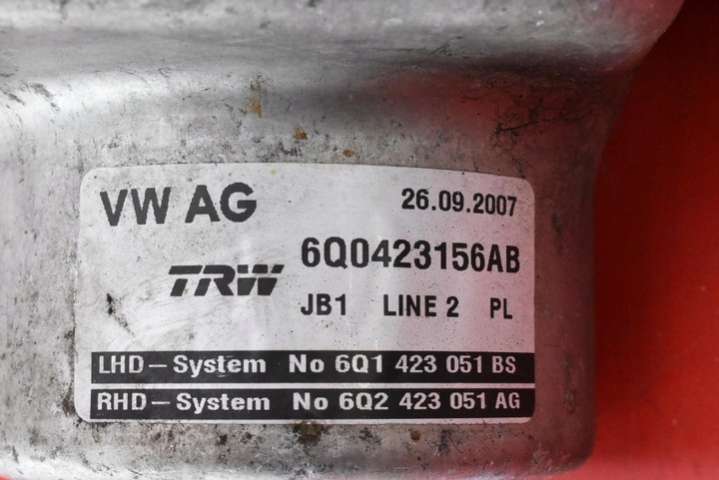 VW AG 26.09.2007
TRW 6Q0423156AB
JB1 LINE 2 PL
LHD-System No 6Q1 423 051 BS
RHD-System No 6Q2 423 051 AG